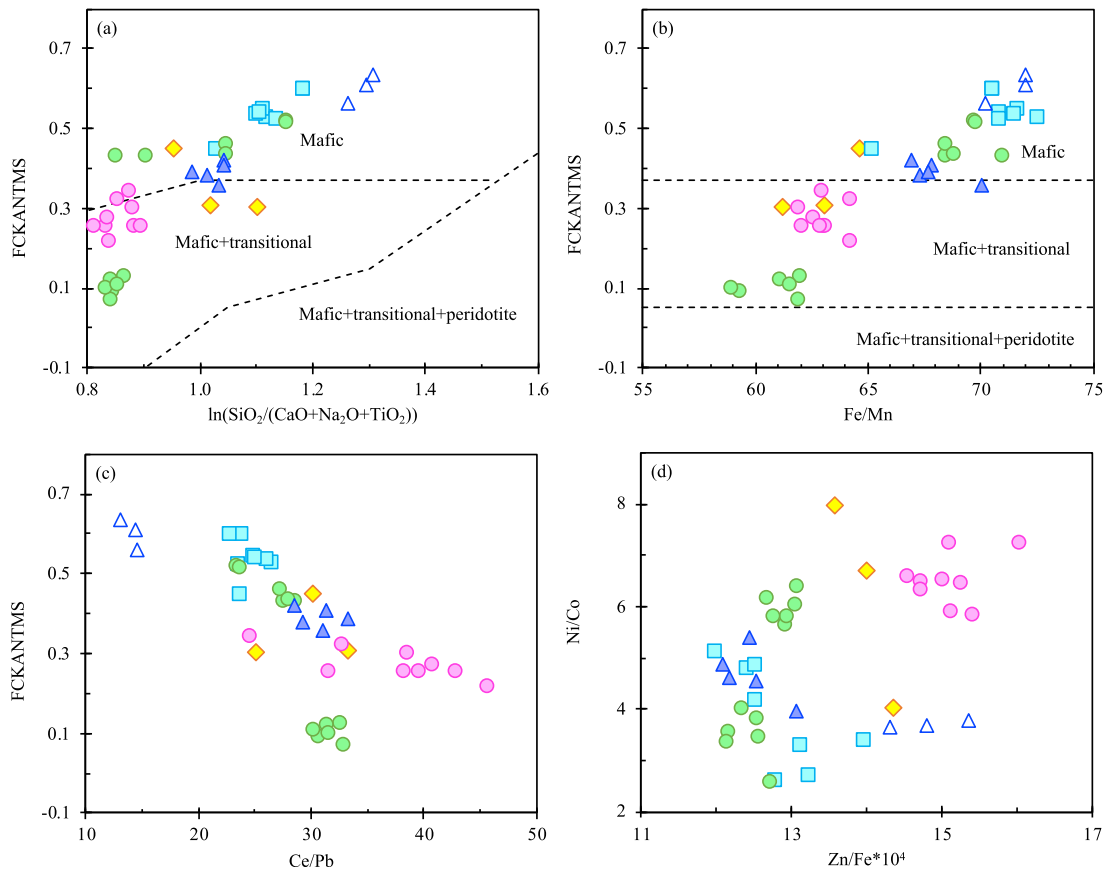 (a)
0.7
0.5
0.3
0.1
-0.1
FCKANTMS
Mafic
Mafic+transitional
Mafic+transitional+peridotite
0.8
1.0
1.2
1.4
1.6
ln(SiO₂/(CaO+Na₂O+TiO₂))
(b)
0.7
0.5
0.3
0.1
-0.1
FCKANTMS
Mafic
Mafic+transitional
Mafic+transitional+peridotite
55
60
65
70
75
Fe/Mn
(c)
0.7
0.5
0.3
0.1
-0.1
FCKANTMS
10
20
30
40
50
Ce/Pb
(d)
8
6
4
2
Ni/Co
11
13
15
17
Zn/Fe*10⁴